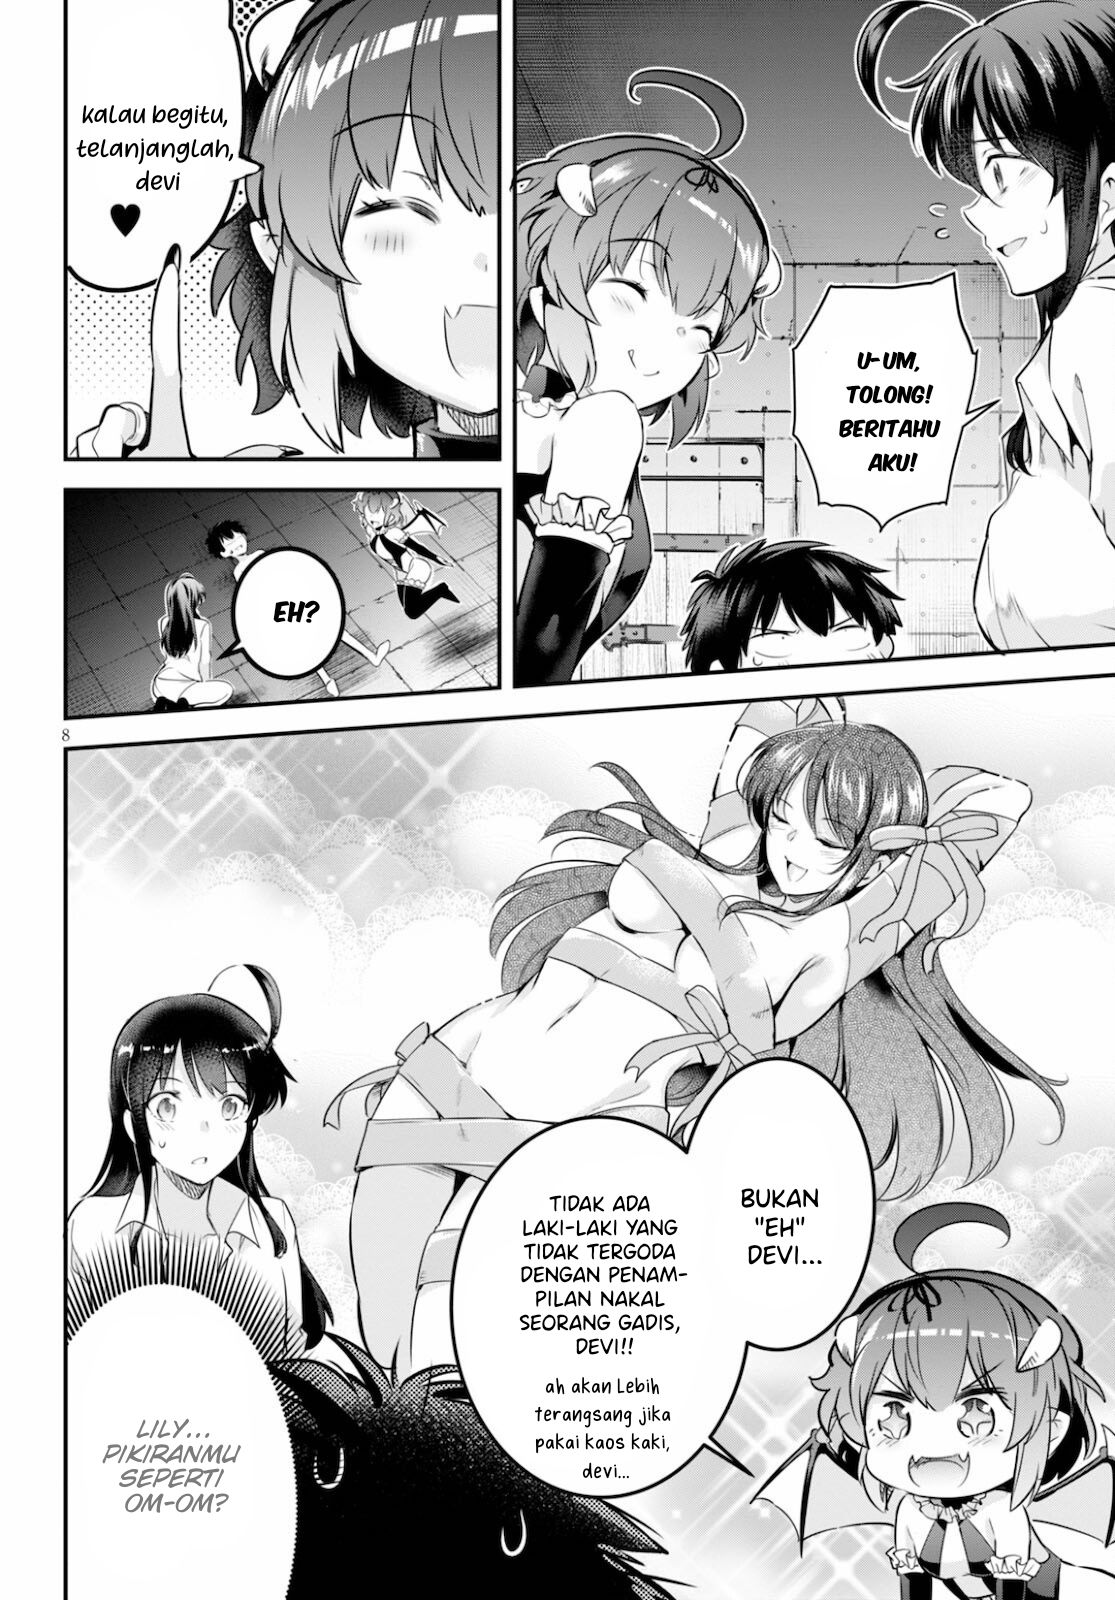 U-UM,
TOLONG!
BERITAHU
AKU!
kalau begitu,
telanjanglah,
devi
♥
EH?
8
BUKAN
"EH"
DEVI...
TIDAK ADA
LAKI-LAKI YANG
TIDAK TERGODA
DENGAN PENAM-
PILAN NAKAL
SEORANG GADIS,
DEVI!!
ah akan Lebih
terangsang jika
pakai kaos kaki,
devi...
LILY...
PIKIRANMU
SEPERTI
OM-OM?